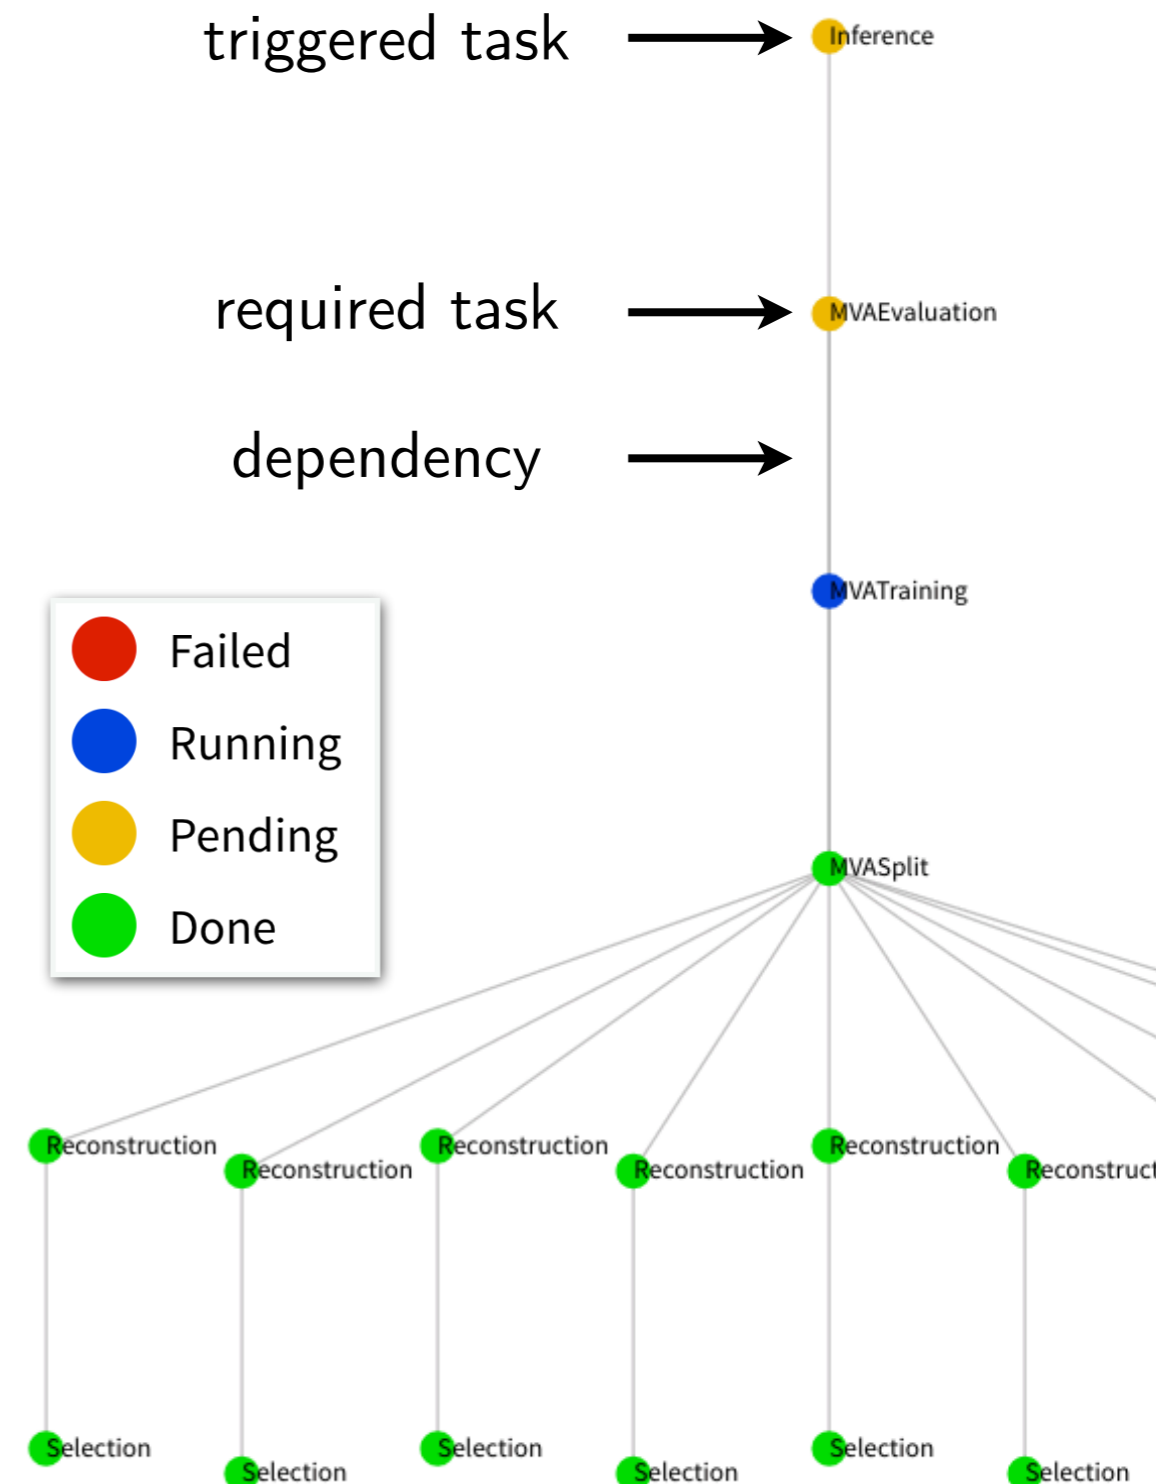 triggered task
Inference
required task
MVAEvaluation
dependency
MVATraining
Failed
Running
Pending
Done
MVASplit
Reconstruction
Reconstruction
Reconstruction
Reconstruction
Reconstruction
Reconstruct
Selection
Selection
Selection
Selection
Selection
Selection